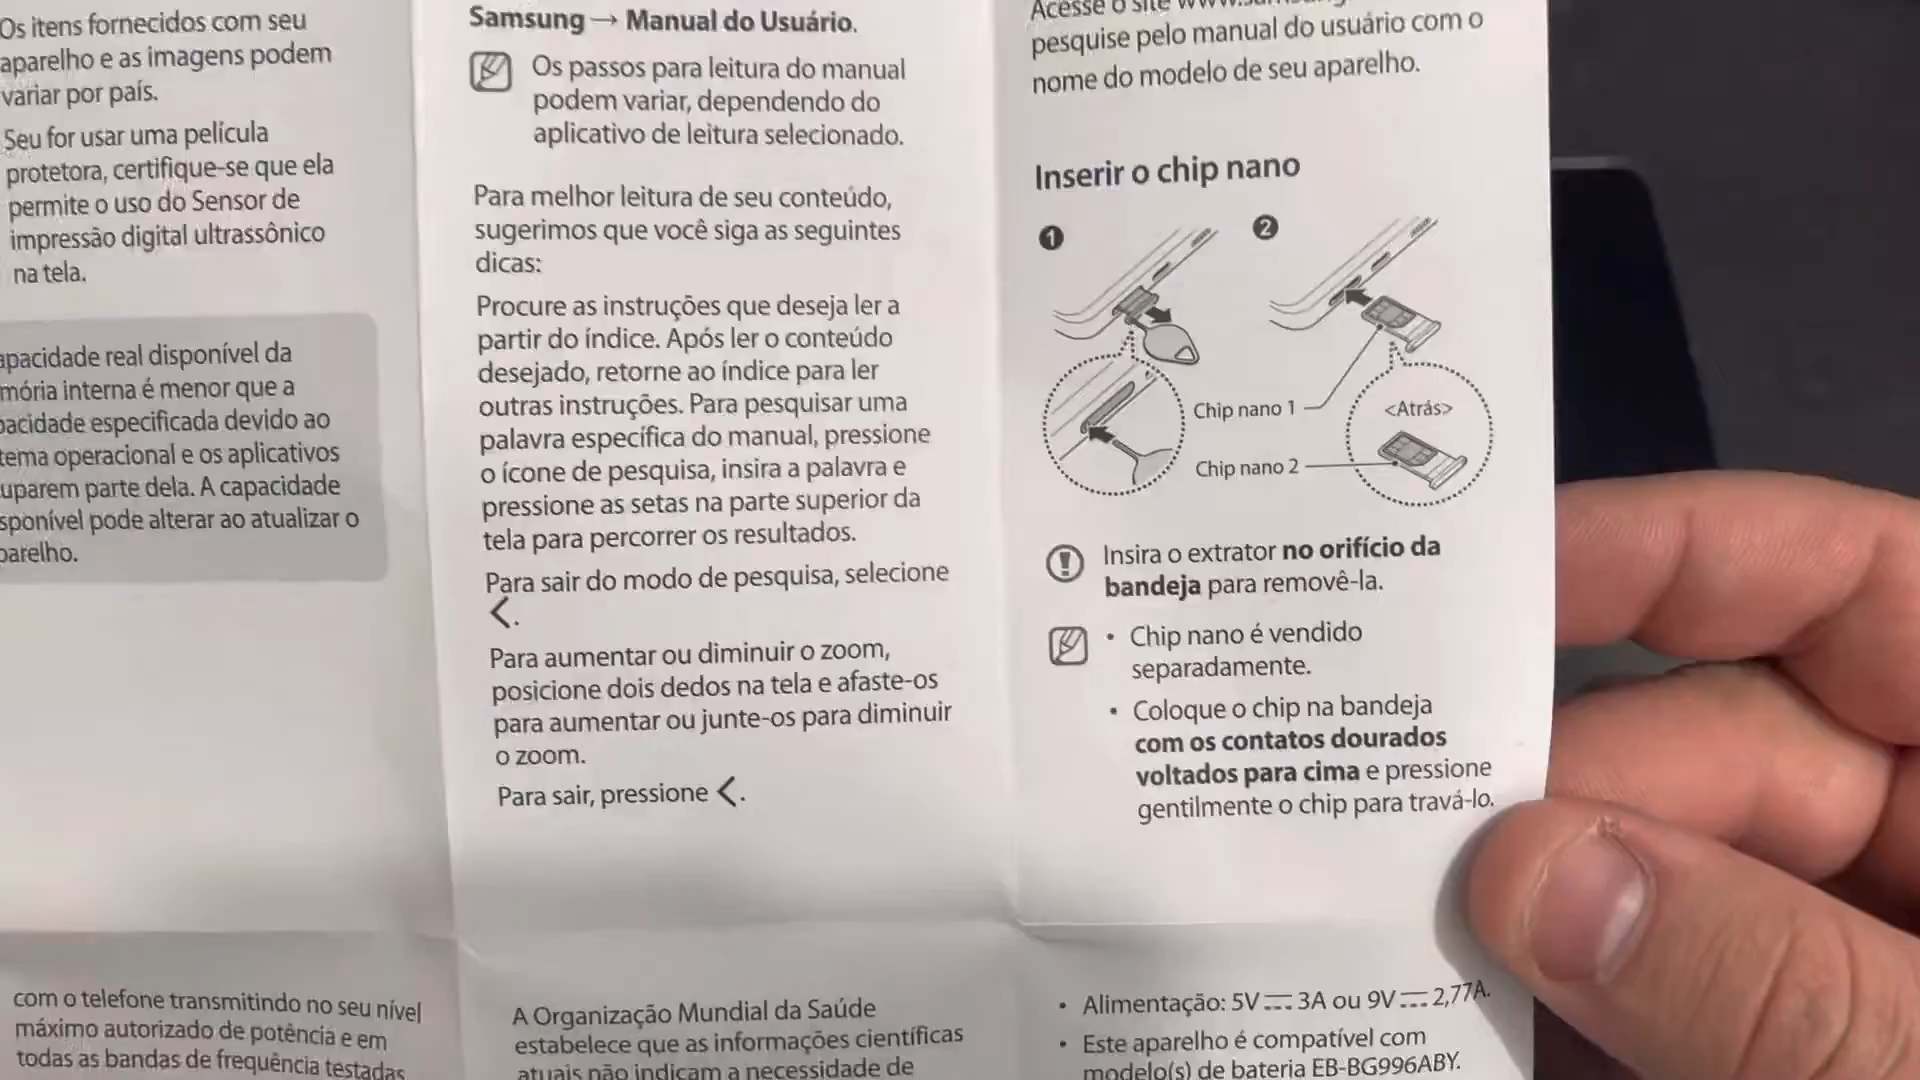 Os itens fornecidos com seu
aparelho e as imagens podem
variar por país.
Seu for usar uma película
protetora, certifique-se que ela
permite o uso do Sensor de
impressão digital ultrassônico
na tela.
apacidade real disponível da
mória interna é menor que a
pacidade especificada devido ao
tema operacional e os aplicativos
uparem parte dela. A capacidade
sponível pode alterar ao atualizar o
parelho.
com o telefone transmitindo no seu nível
máximo autorizado de potência e em
todas as bandas de frequência testadas
Samsung → Manual do Usuário.
Os passos para leitura do manual
podem variar, dependendo do
aplicativo de leitura selecionado.
Para melhor leitura de seu conteúdo,
sugerimos que você siga as seguintes
dicas:
Procure as instruções que deseja ler a
partir do índice. Após ler o conteúdo
desejado, retorne ao índice para ler
outras instruções. Para pesquisar uma
palavra específica do manual, pressione
o ícone de pesquisa, insira a palavra e
pressione as setas na parte superior da
tela para percorrer os resultados.
Para sair do modo de pesquisa, selecione
<.
Para aumentar ou diminuir o zoom,
posicione dois dedos na tela e afaste-os
para aumentar ou junte-os para diminuir
o zoom.
Para sair, pressione <.
A Organização Mundial da Saúde
estabelece que as informações científicas
atuais não indicam a necessidade de
Acesse o site
pesquise pelo manual do usuário com o
nome do modelo de seu aparelho.
Inserir o chip nano
1
2
Chip nano 1
<Atrás>
Chip nano 2
Insira o extrator no orifício da
bandeja para removê-la.
• Chip nano é vendido
separadamente.
• Coloque o chip na bandeja
com os contatos dourados
voltados para cima e pressione
gentilmente o chip para travá-lo.
• Alimentação: 5V⎓3A ou 9V⎓2,77A.
• Este aparelho é compatível com
modelo(s) de bateria EB-BG996ABY.